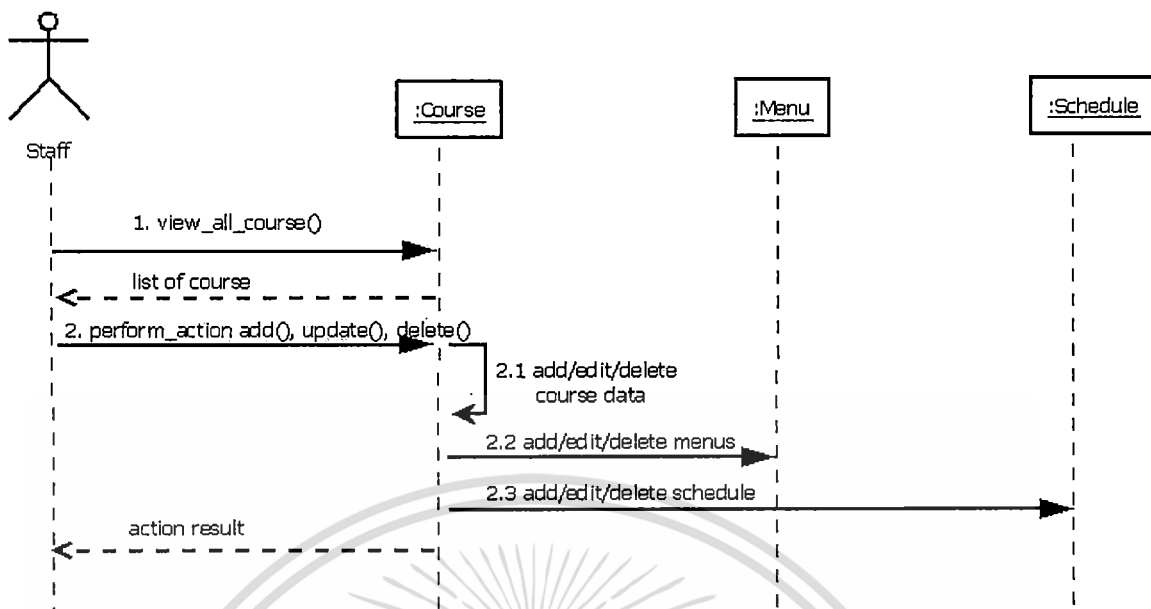 Staff
:Course
:Menu
:Schedule
1. view_all_course()
list of course
2. perform_action add(), update(), delete()
2.1 add/edit/delete
course data
2.2 add/edit/delete menus
2.3 add/edit/delete schedule
action result